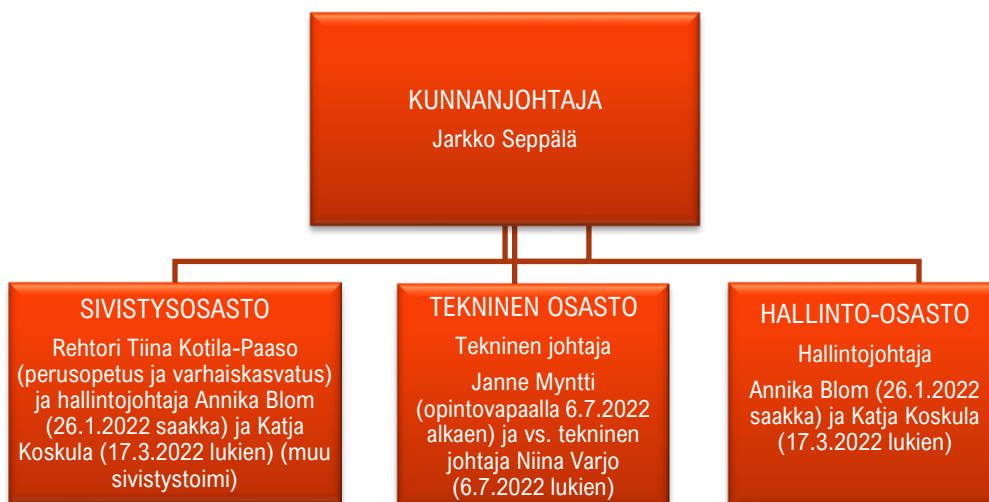 KUNNANJOHTAJA
Jarkko Seppälä
SIVISTYSOSASTO
Rehtori Tiina Kotila-Paaso
(perusopetus ja varhaiskasvatus)
ja hallintojohtaja Annika Blom
(26.1.2022 saakka) ja Katja
Koskula (17.3.2022 lukien) (muu
sivistystoimi)
TEKNINEN OSASTO
Tekninen johtaja
Janne Myntti
(opintovapaalla 6.7.2022
alkaen) ja vs. tekninen
johtaja Niina Varjo
(6.7.2022 lukien)
HALLINTO-OSASTO
Hallintojohtaja
Annika Blom (26.1.2022
saakka) ja Katja Koskula
(17.3.2022 lukien)